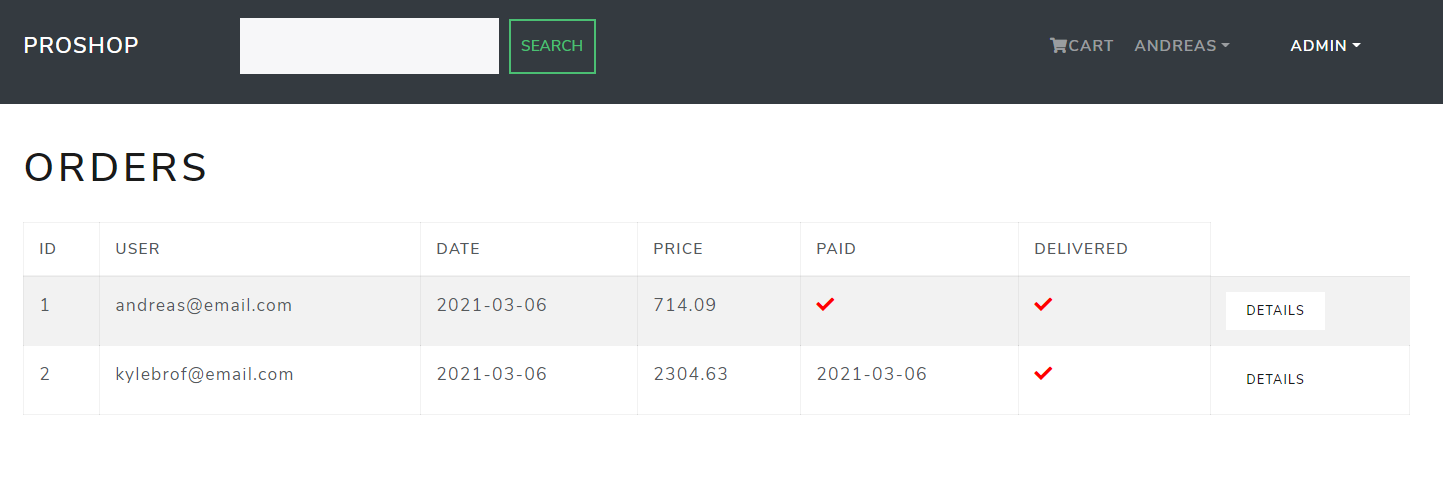 PROSHOP SEARCH CART ANDREAS ADMIN
ORDERS
ID USER DATE PRICE PAID DELIVERED
1 andreas@email.com 2021-03-06 714.09 DETAILS
2 kylebrof@email.com 2021-03-06 2304.63 2021-03-06 DETAILS